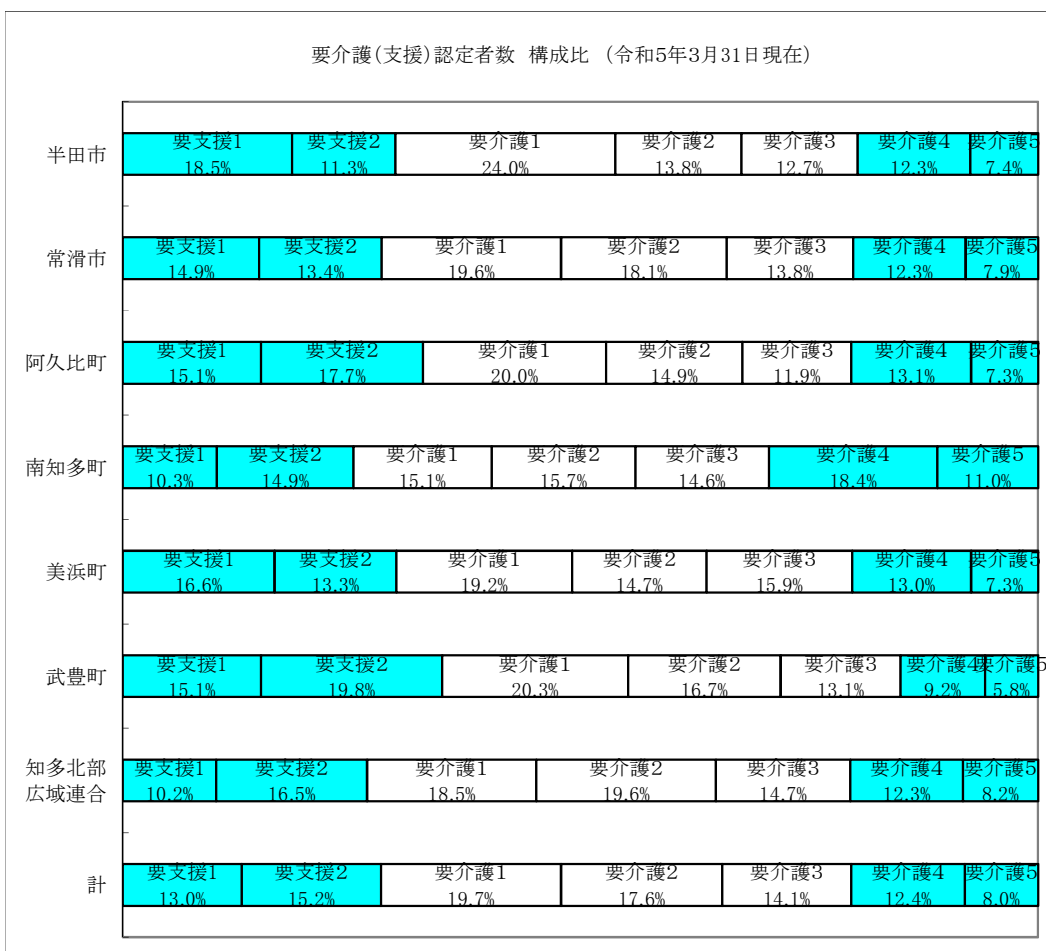 要介護(支援)認定者数 構成比 (令和5年3月31日現在)
半田市
要支援1 要支援2 要介護1 要介護2 要介護3 要介護4 要介護5
18.5% 11.3% 24.0% 13.8% 12.7% 12.3% 7.4%
常滑市
要支援1 要支援2 要介護1 要介護2 要介護3 要介護4 要介護5
14.9% 13.4% 19.6% 18.1% 13.8% 12.3% 7.9%
阿久比町
要支援1 要支援2 要介護1 要介護2 要介護3 要介護4 要介護5
15.1% 17.7% 20.0% 14.9% 11.9% 13.1% 7.3%
南知多町
要支援1 要支援2 要介護1 要介護2 要介護3 要介護4 要介護5
10.3% 14.9% 15.1% 15.7% 14.6% 18.4% 11.0%
美浜町
要支援1 要支援2 要介護1 要介護2 要介護3 要介護4 要介護5
16.6% 13.3% 19.2% 14.7% 15.9% 13.0% 7.3%
武豊町
要支援1 要支援2 要介護1 要介護2 要介護3 要介護4 要介護5
15.1% 19.8% 20.3% 16.7% 13.1% 9.2% 5.8%
知多北部
広域連合
要支援1 要支援2 要介護1 要介護2 要介護3 要介護4 要介護5
10.2% 16.5% 18.5% 19.6% 14.7% 12.3% 8.2%
計
要支援1 要支援2 要介護1 要介護2 要介護3 要介護4 要介護5
13.0% 15.2% 19.7% 17.6% 14.1% 12.4% 8.0%